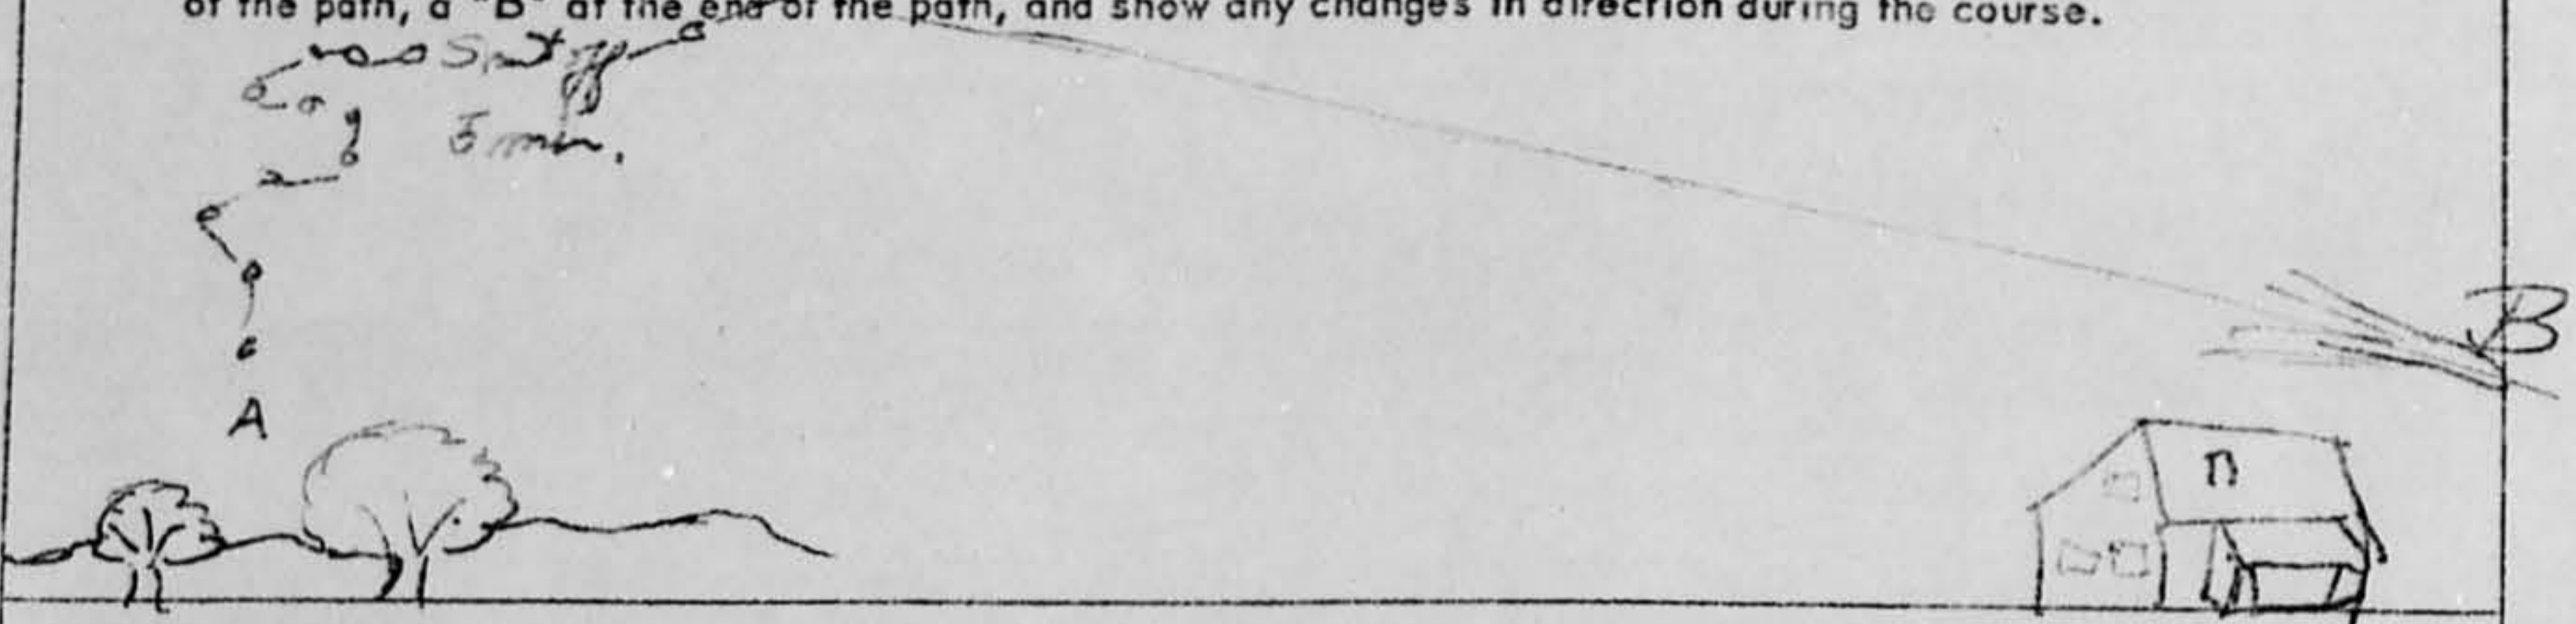 of the path, a "B" at the end of the path, and show any changes in direction during the course.
5 min.
B
A